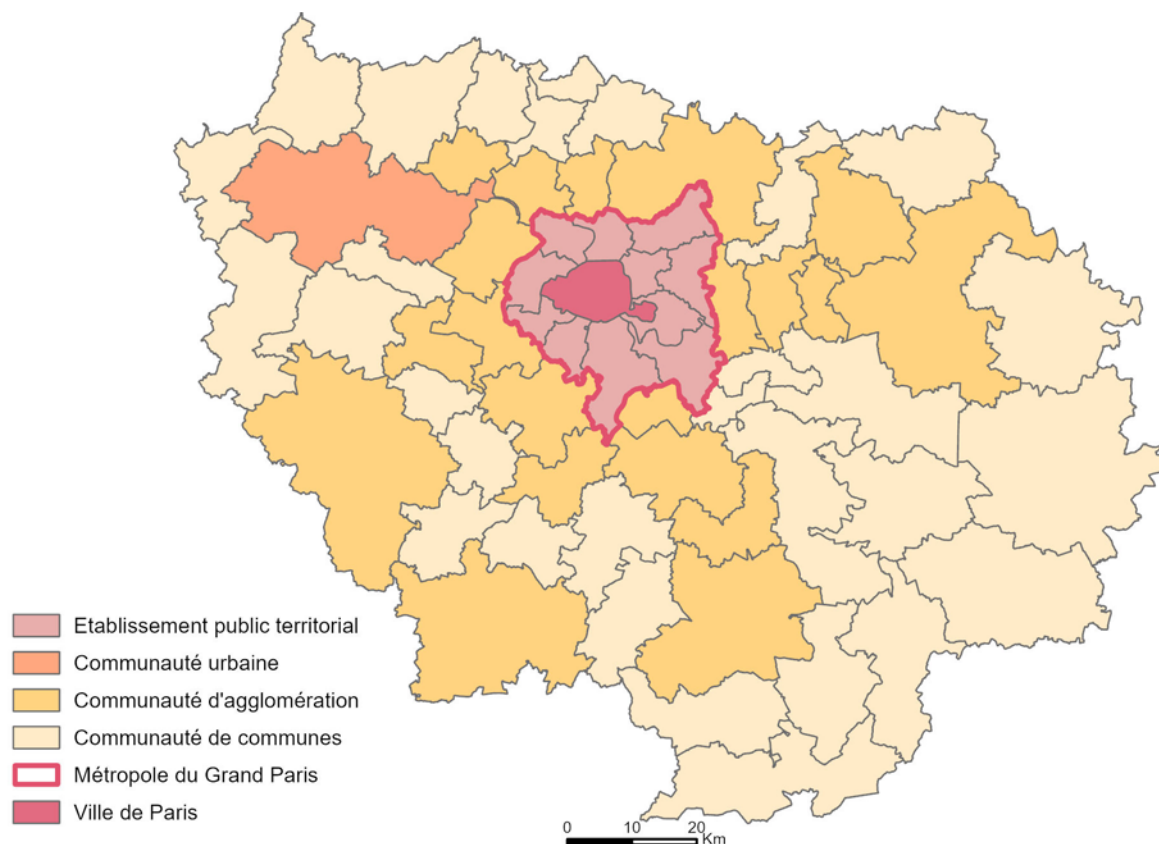 Etablissement public territorial
Communauté urbaine
Communauté d'agglomération
Communauté de communes
Métropole du Grand Paris
Ville de Paris
0 10 20
Km